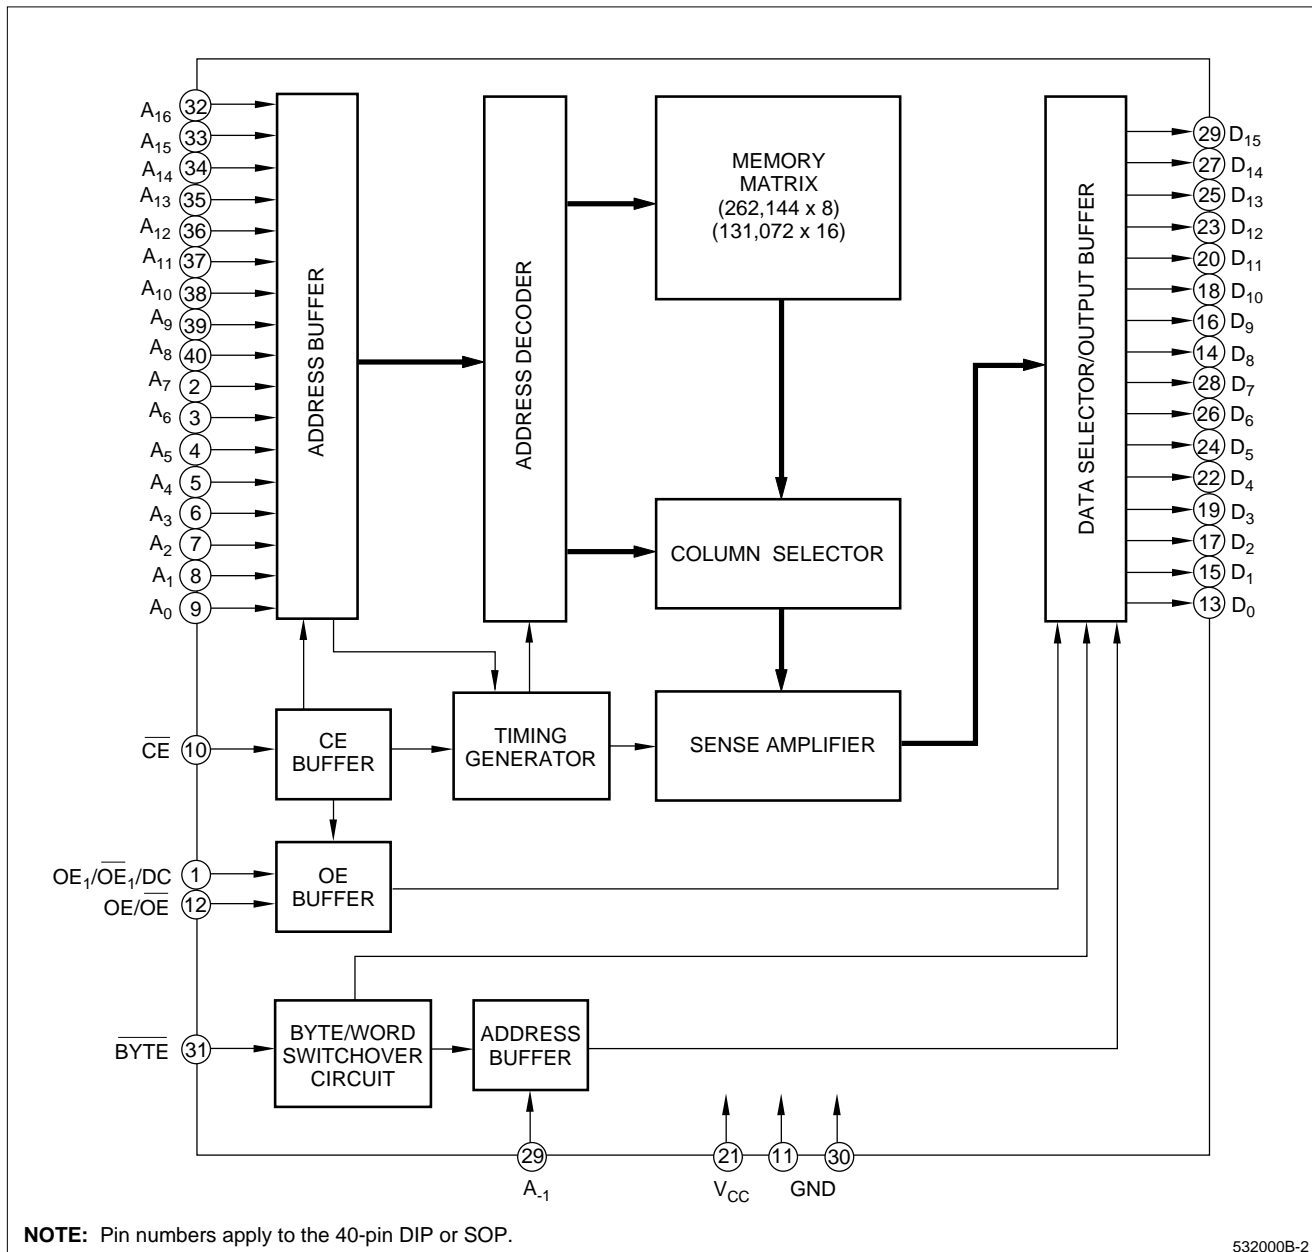 A16 32
A15 33
A14 34
A13 35
A12 36
A11 37
A10 38
A9 39
A8 40
A7 2
A6 3
A5 4
A4 5
A3 6
A2 7
A1 8
A0 9
ADDRESS BUFFER
ADDRESS DECODER
MEMORY
MATRIX
(262,144 x 8)
(131,072 x 16)
COLUMN SELECTOR
SENSE AMPLIFIER
DATA SELECTOR/OUTPUT BUFFER
29 D15
27 D14
25 D13
23 D12
20 D11
18 D10
16 D9
14 D8
28 D7
26 D6
24 D5
22 D4
19 D3
17 D2
15 D1
13 D0
C̅E̅ 10
CE
BUFFER
TIMING
GENERATOR
OE1/O̅E̅1/DC 1
OE/O̅E̅ 12
OE
BUFFER
B̅Y̅T̅E̅ 31
BYTE/WORD
SWITCHOVER
CIRCUIT
ADDRESS
BUFFER
29
A-1
21
VCC
11 30
GND
NOTE: Pin numbers apply to the 40-pin DIP or SOP.
532000B-2